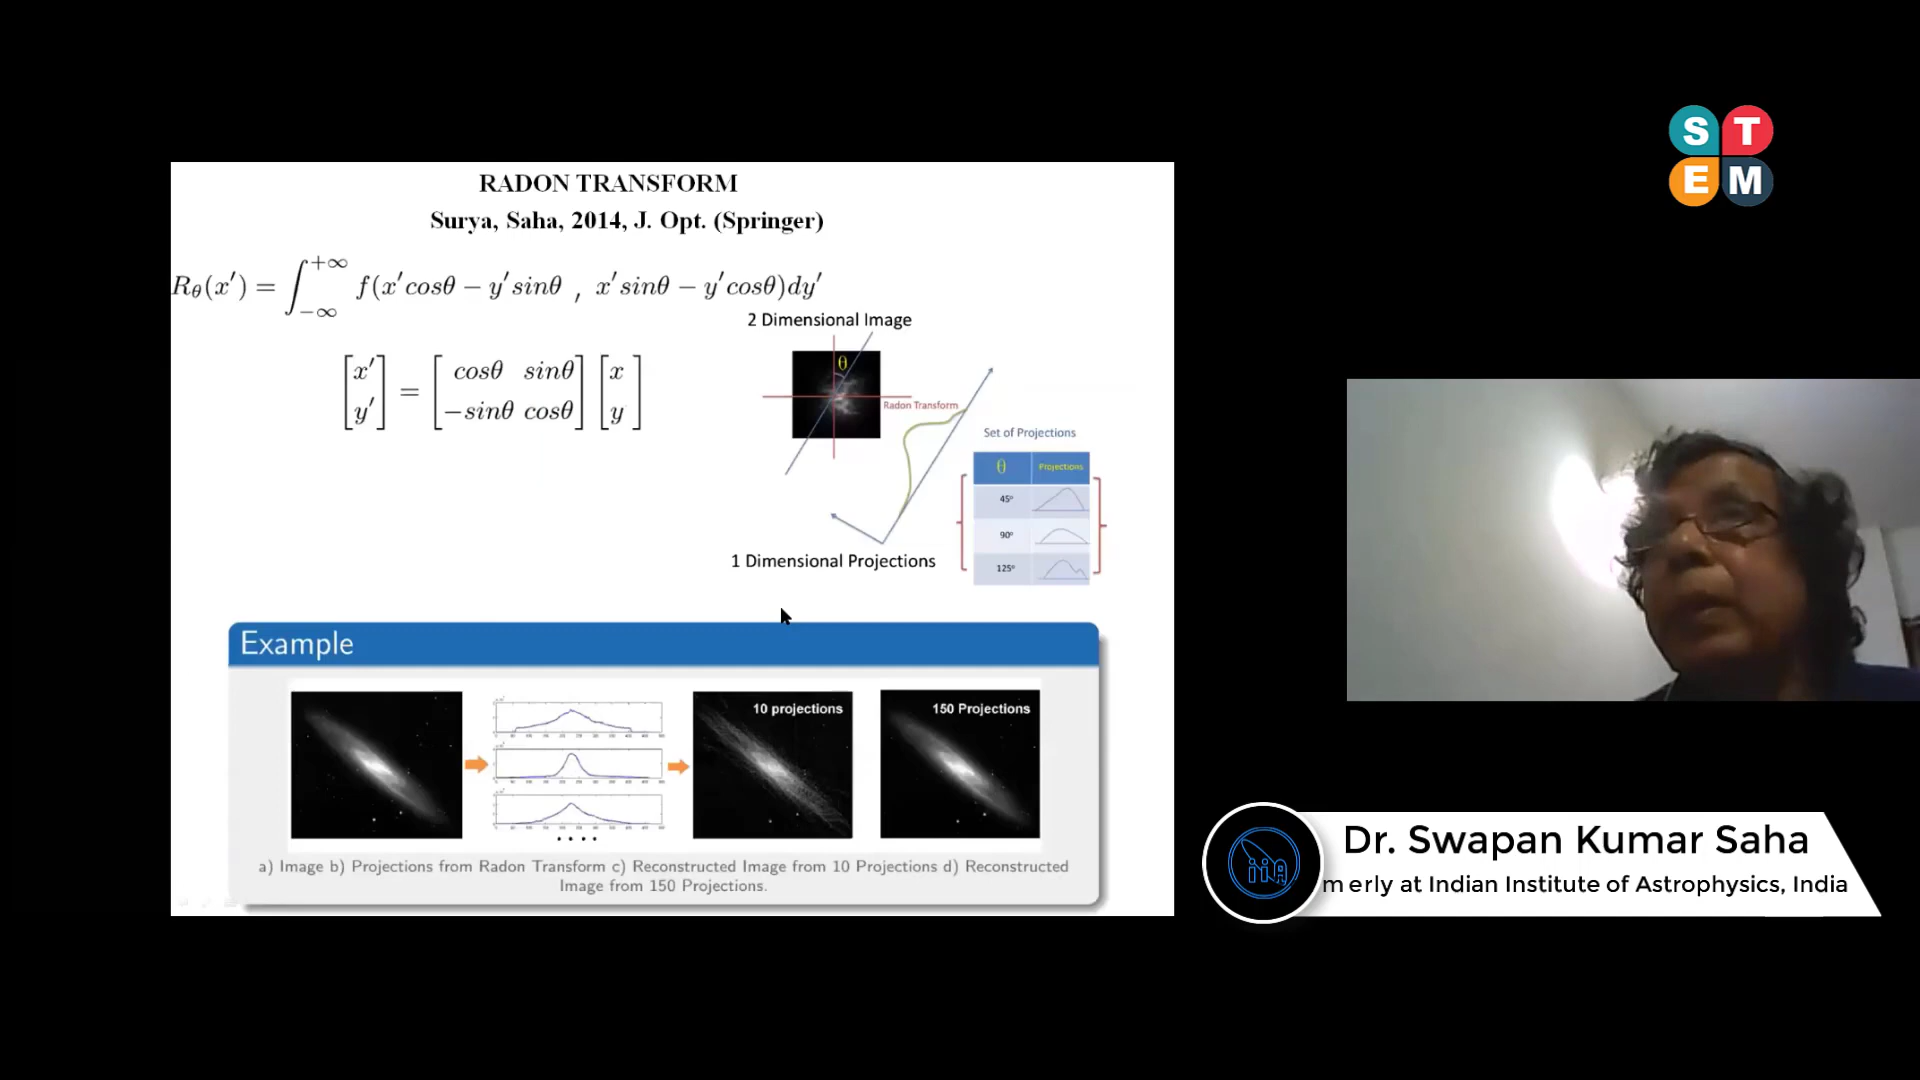 RADON TRANSFORM
Surya, Saha, 2014, J. Opt. (Springer)
R_θ(x′) = ∫_{−∞}^{+∞} f(x′cosθ − y′sinθ , x′sinθ − y′cosθ)dy′
[x′ y′] = [cosθ sinθ −sinθ cosθ] [x y]
2 Dimensional Image
θ
Radon Transform
Set of Projections
θ Projections
45°
90°
125°
1 Dimensional Projections
Example
10 projections
150 Projections
a) Image b) Projections from Radon Transform c) Reconstructed Image from 10 Projections d) Reconstructed
Image from 150 Projections.
S T
E M
Dr. Swapan Kumar Saha
merly at Indian Institute of Astrophysics, India